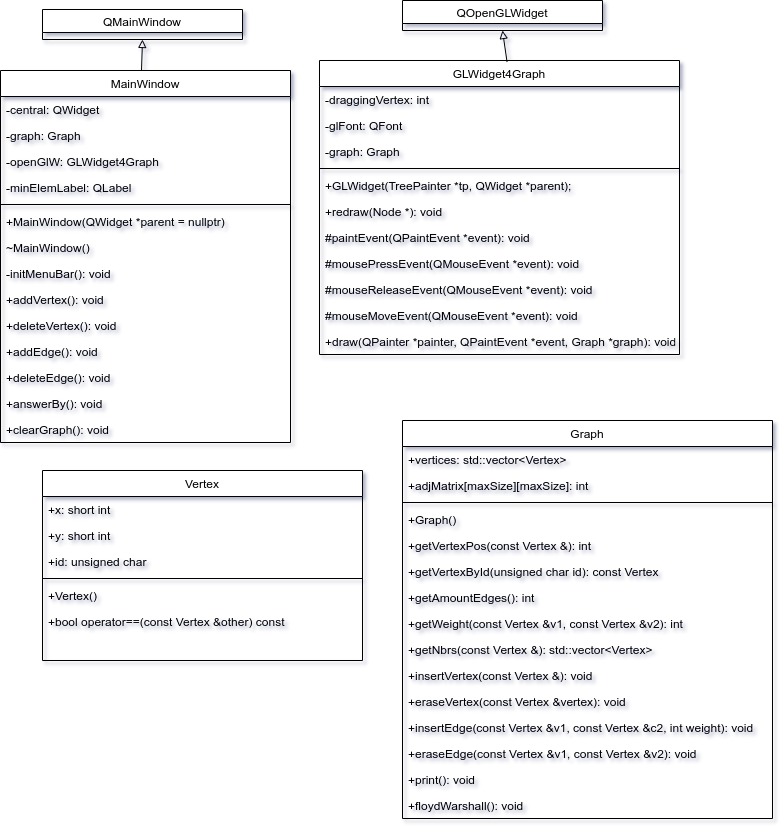 QMainWindow
MainWindow
-central: QWidget
-graph: Graph
-openGlW: GLWidget4Graph
-minElemLabel: QLabel
+MainWindow(QWidget *parent = nullptr)
~MainWindow()
-initMenuBar(): void
+addVertex(): void
+deleteVertex(): void
+addEdge(): void
+deleteEdge(): void
+answerBy(): void
+clearGraph(): void
QOpenGLWidget
GLWidget4Graph
-draggingVertex: int
-glFont: QFont
-graph: Graph
+GLWidget(TreePainter *tp, QWidget *parent);
+redraw(Node *): void
#paintEvent(QPaintEvent *event): void
#mousePressEvent(QMouseEvent *event): void
#mouseReleaseEvent(QMouseEvent *event): void
#mouseMoveEvent(QMouseEvent *event): void
+draw(QPainter *painter, QPaintEvent *event, Graph *graph): void
Vertex
+x: short int
+y: short int
+id: unsigned char
+Vertex()
+bool operator==(const Vertex &other) const
Graph
+vertices: std::vector<Vertex>
+adjMatrix[maxSize][maxSize]: int
+Graph()
+getVertexPos(const Vertex &): int
+getVertexById(unsigned char id): const Vertex
+getAmountEdges(): int
+getWeight(const Vertex &v1, const Vertex &v2): int
+getNbrs(const Vertex &): std::vector<Vertex>
+insertVertex(const Vertex &): void
+eraseVertex(const Vertex &vertex): void
+insertEdge(const Vertex &v1, const Vertex &c2, int weight): void
+eraseEdge(const Vertex &v1, const Vertex &v2): void
+print(): void
+floydWarshall(): void